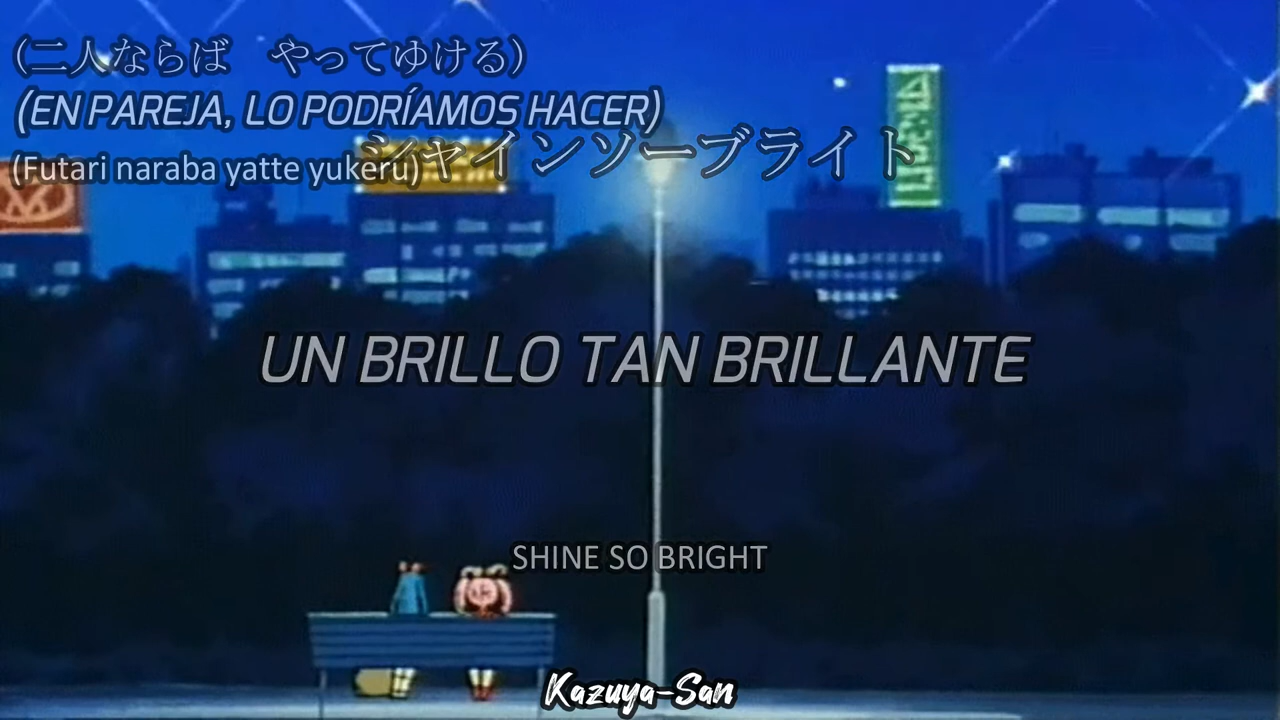 (二人ならば　やってゆける)
(EN PAREJA, LO PODRÍAMOS HACER)
(Futari naraba yatte yukeru)
シャインソーブライト
UN BRILLO TAN BRILLANTE
SHINE SO BRIGHT
Kazuya-San